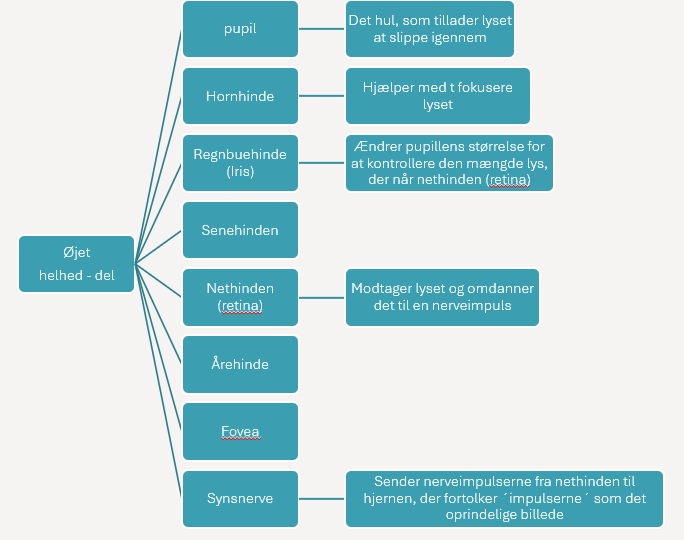 pupil
Det hul, som tillader lyset
at slippe igennem
Hornhinde
Hjælper med t fokusere
lyset
Regnbuehinde
(Iris)
Ændrer pupillens størrelse for
at kontrollere den mængde lys,
der når nethinden (retina)
Senehinden
Øjet
helhed - del
Nethinden
(retina)
Modtager lyset og omdanner
det til en nerveimpuls
Årehinde
Fovea
Synsnerve
Sender nerveimpulserne fra nethinden til
hjernen, der fortolker ´impulserne´ som det
oprindelige billede